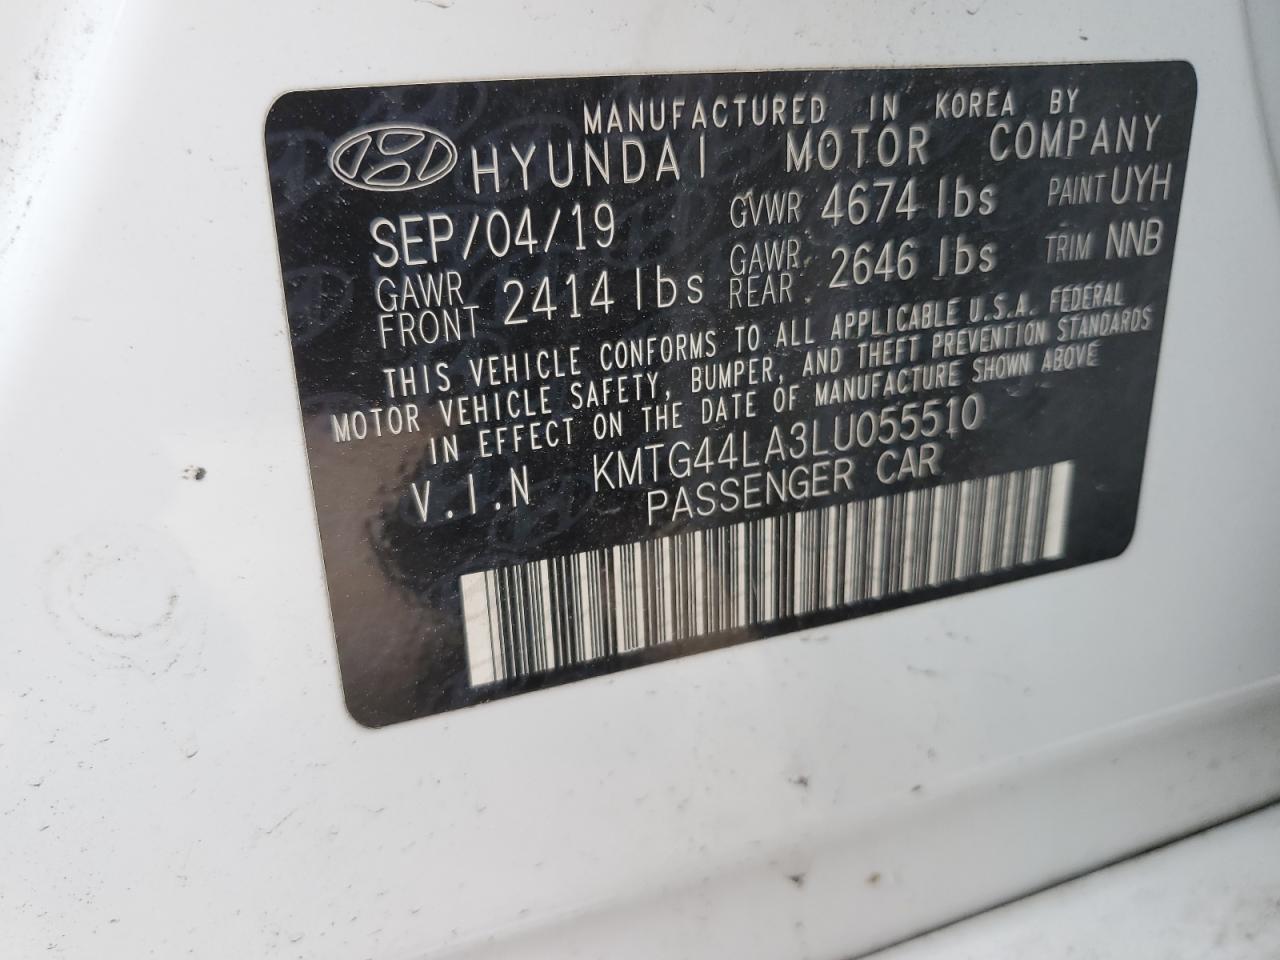 MANUFACTURED IN KOREA BY
HYUNDAI MOTOR COMPANY
SEP/04/19 GVWR 4674 lbs PAINT UYH
GAWR FRONT 2414 lbs GAWR REAR 2646 lbs TRIM NNB
THIS VEHICLE CONFORMS TO ALL APPLICABLE U.S.A. FEDERAL
MOTOR VEHICLE SAFETY, BUMPER, AND THEFT PREVENTION STANDARDS
IN EFFECT ON THE DATE OF MANUFACTURE SHOWN ABOVE
V.I.N KMTG44LA3LU055510
PASSENGER CAR